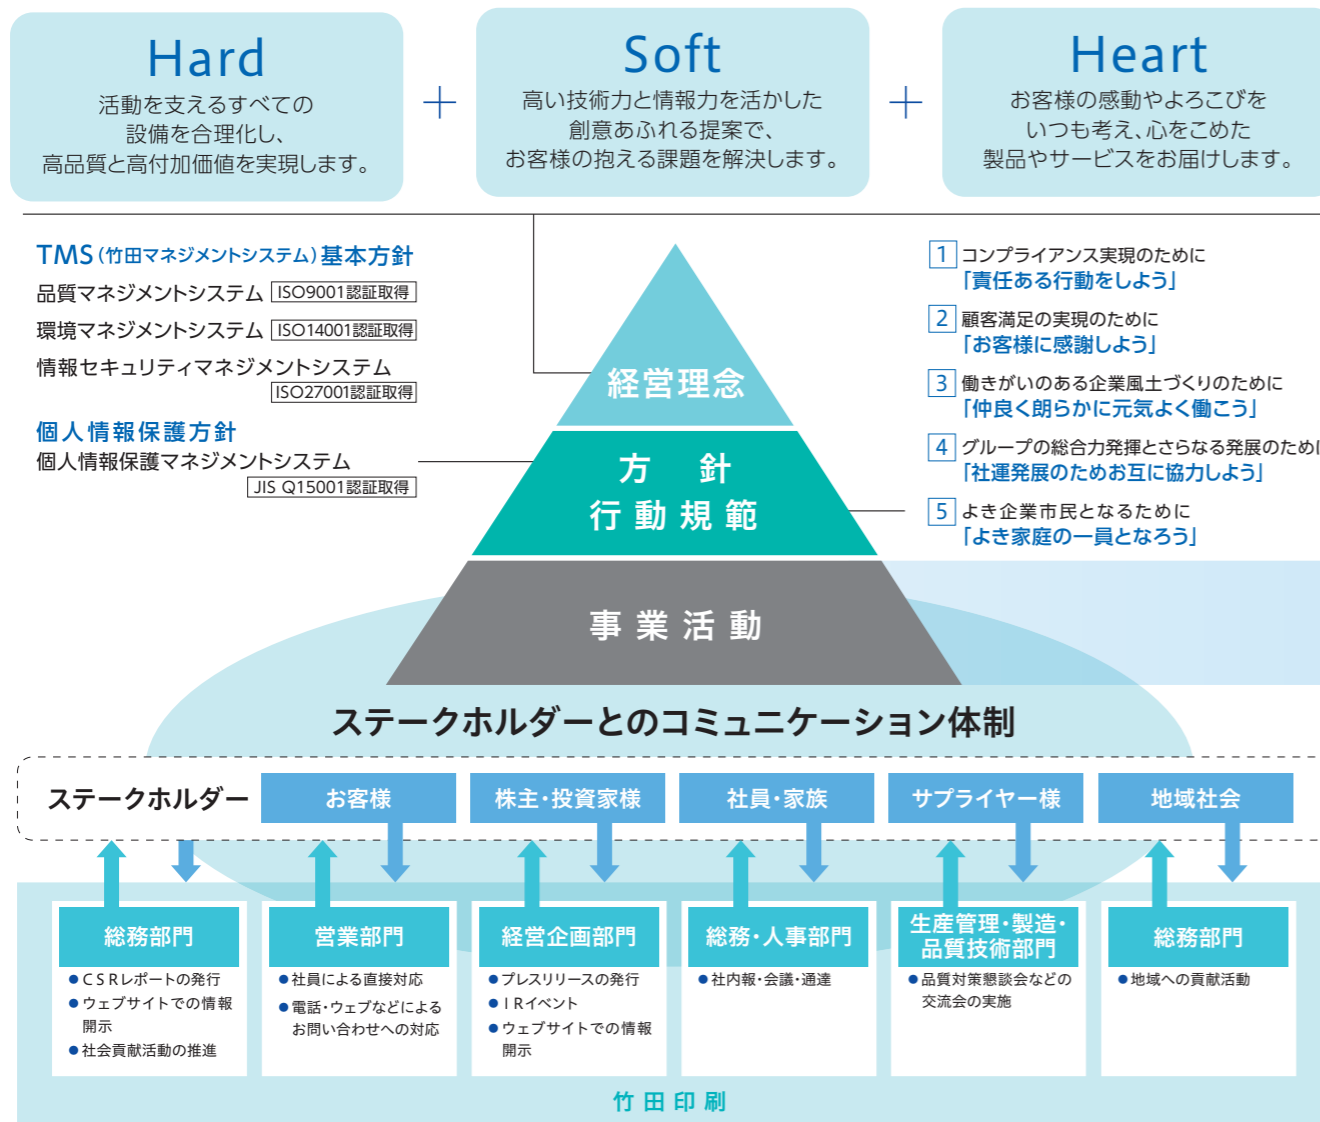 Hard
活動を支えるすべての
設備を合理化し、
高品質と高付加価値を実現します。
+
Soft
高い技術力と情報力を活かした
創意あふれる提案で、
お客様の抱える課題を解決します。
+
Heart
お客様の感動やよろこびを
いつも考え、心をこめた
製品やサービスをお届けします。
TMS(竹田マネジメントシステム)基本方針
品質マネジメントシステム ISO9001認証取得
環境マネジメントシステム ISO14001認証取得
情報セキュリティマネジメントシステム
ISO27001認証取得
個人情報保護方針
個人情報保護マネジメントシステム
JIS Q15001認証取得
経営理念
方 針
行動規範
事業活動
1 コンプライアンス実現のために
「責任ある行動をしよう」
2 顧客満足の実現のために
「お客様に感謝しよう」
3 働きがいのある企業風土づくりのために
「仲良く朗らかに元気よく働こう」
4 グループの総合力発揮とさらなる発展のために
「社運発展のためお互に協力しよう」
5 よき企業市民となるために
「よき家庭の一員となろう」
ステークホルダーとのコミュニケーション体制
ステークホルダー
お客様
株主・投資家様
社員・家族
サプライヤー様
地域社会
総務部門
●CSRレポートの発行
●ウェブサイトでの情報
開示
●社会貢献活動の推進
営業部門
●社員による直接対応
●電話・ウェブなどによる
お問い合わせへの対応
経営企画部門
●プレスリリースの発行
●IRイベント
●ウェブサイトでの情報
開示
総務・人事部門
●社内報・会議・通達
生産管理・製造・
品質技術部門
●品質対策懇談会などの
交流会の実施
総務部門
●地域への貢献活動
竹田印刷